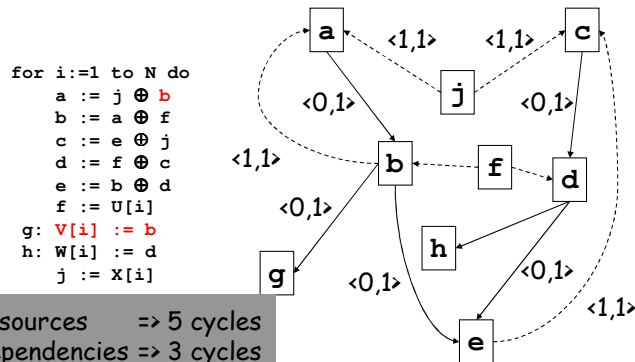 for i:=1 to N do
a := j ⊕ b
b := a ⊕ f
c := e ⊕ j
d := f ⊕ c
e := b ⊕ d
f := U[i]
g: V[i] := b
h: W[i] := d
j := X[i]
sources => 5 cycles
pendencies => 3 cycles
a
c
<1,1>
<1,1>
j
<0,1>
<0,1>
<1,1>
b
f
d
<0,1>
h
g
<0,1>
<0,1>
<1,1>
e